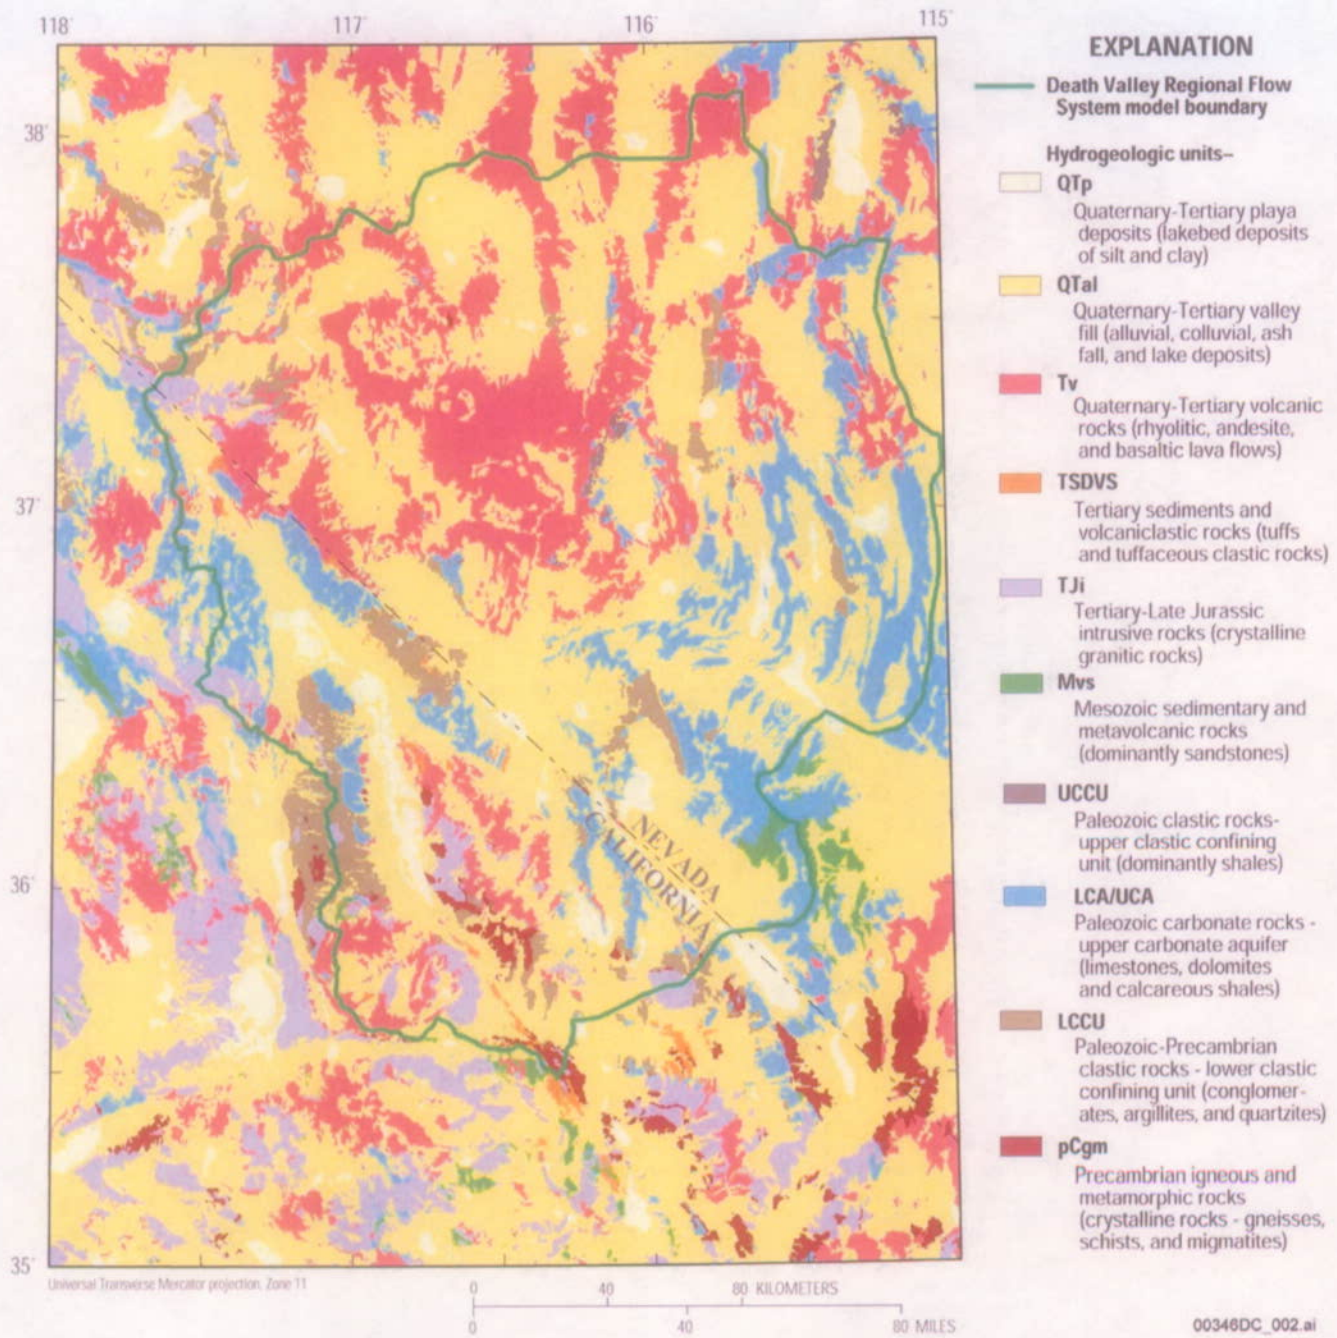 118°
117°
116°
115°
38°
37°
36°
35°
NEVADA
CALIFORNIA
Universal Transverse Mercator projection, Zone 11
0 40 80 KILOMETERS
0 40 80 MILES
EXPLANATION
Death Valley Regional Flow
System model boundary
Hydrogeologic units–
QTp
Quaternary-Tertiary playa
deposits (lakebed deposits
of silt and clay)
QTal
Quaternary-Tertiary valley
fill (alluvial, colluvial, ash
fall, and lake deposits)
Tv
Quaternary-Tertiary volcanic
rocks (rhyolitic, andesite,
and basaltic lava flows)
TSDVS
Tertiary sediments and
volcaniclastic rocks (tuffs
and tuffaceous clastic rocks)
TJi
Tertiary-Late Jurassic
intrusive rocks (crystalline
granitic rocks)
Mvs
Mesozoic sedimentary and
metavolcanic rocks
(dominantly sandstones)
UCCU
Paleozoic clastic rocks-
upper clastic confining
unit (dominantly shales)
LCA/UCA
Paleozoic carbonate rocks -
upper carbonate aquifer
(limestones, dolomites
and calcareous shales)
LCCU
Paleozoic-Precambrian
clastic rocks - lower clastic
confining unit (conglomer-
ates, argillites, and quartzites)
pCgm
Precambrian igneous and
metamorphic rocks
(crystalline rocks - gneisses,
schists, and migmatites)
00346DC_002.ai